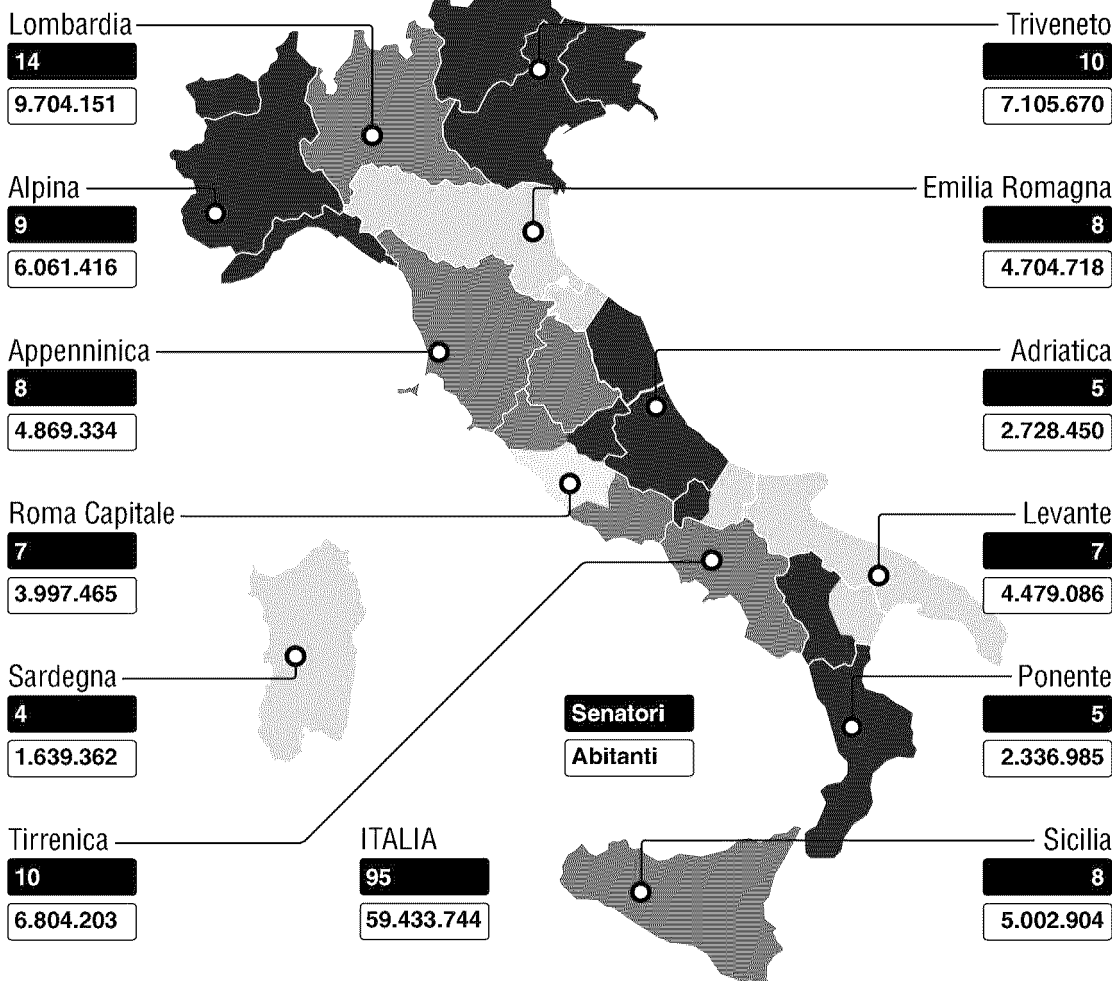 Lombardia
14
9.704.151
Alpina
9
6.061.416
Appenninica
8
4.869.334
Roma Capitale
7
3.997.465
Sardegna
4
1.639.362
Tirrenica
10
6.804.203
ITALIA
95
59.433.744
Senatori
Abitanti
Triveneto
10
7.105.670
Emilia Romagna
8
4.704.718
Adriatica
5
2.728.450
Levante
7
4.479.086
Ponente
5
2.336.985
Sicilia
8
5.002.904